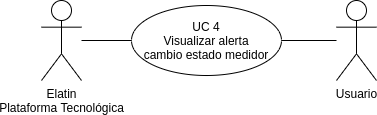 UC 4
Visualizar alerta
cambio estado medidor
Elatin
Plataforma Tecnológica
Usuario